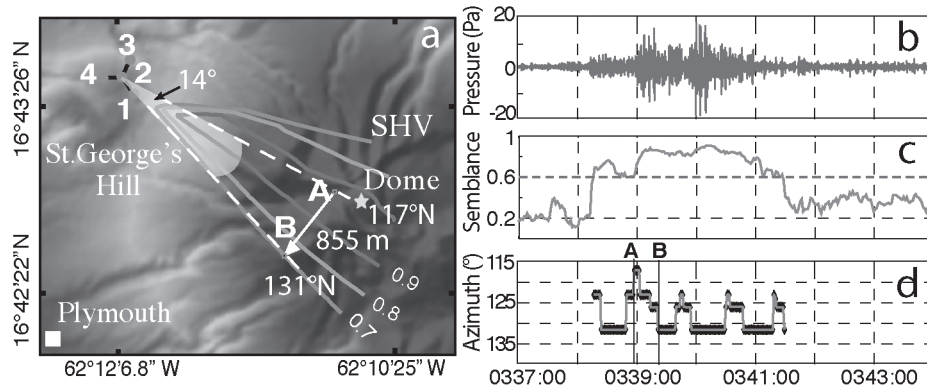 a
3
4 2
14°
1
16°43'26" N
SHV
St.George's
Hill
Dome
A
117°N
B
855 m
131°N
0.9
0.8
0.7
16°42'22" N
Plymouth
62°12'6.8" W
62°10'25" W
b
Pressure (Pa)
20
0
-20
c
Semblance
1
0.6
0.2
A B
d
Azimuth (°)
115
125
135
0337:00
0339:00
0341:00
0343:00